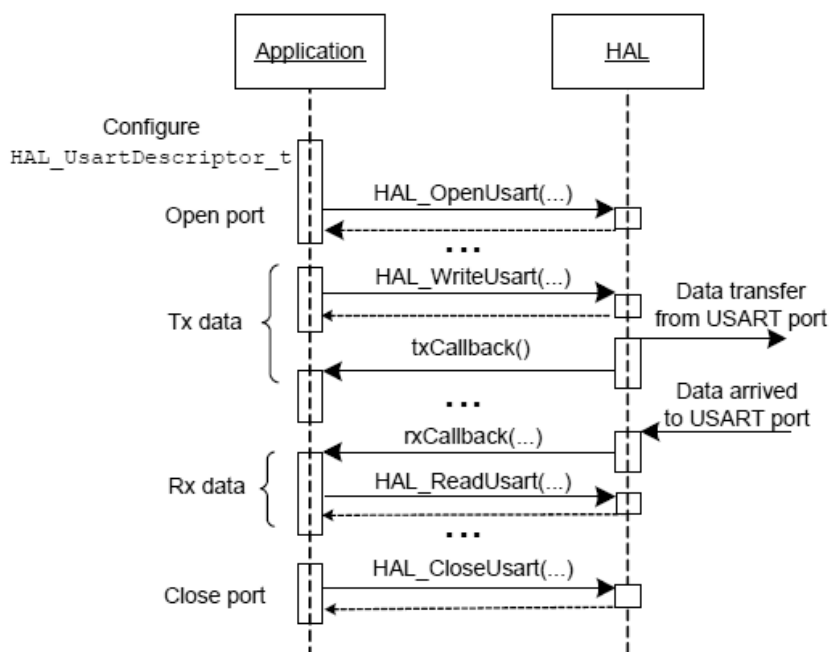 Application
HAL
Configure
HAL_UsartDescriptor_t
HAL_OpenUsart(...)
Open port
...
HAL_WriteUsart(...)
Data transfer
from USART port
Tx data
txCallback()
...
Data arrived
to USART port
rxCallback(...)
Rx data
HAL_ReadUsart(...)
...
HAL_CloseUsart(...)
Close port